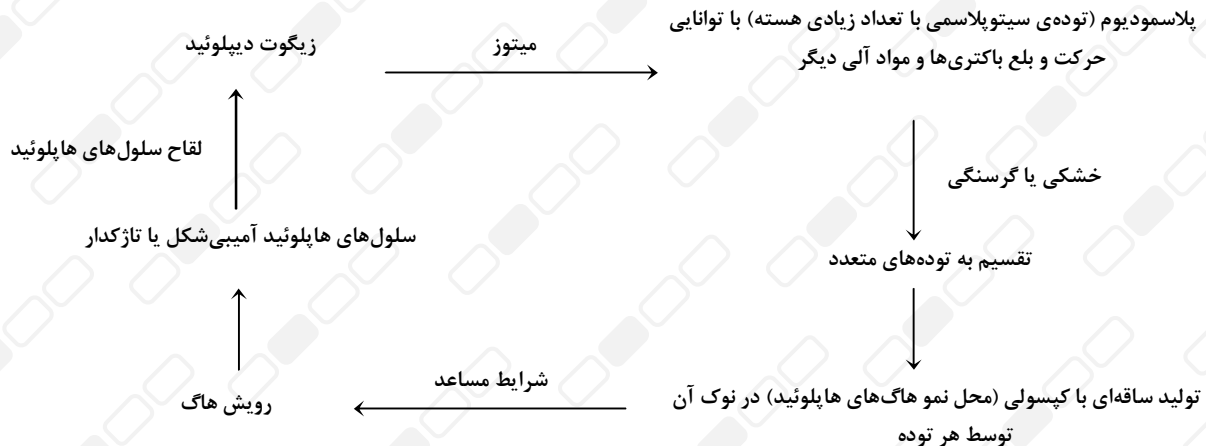 پلاسمودیوم (توده‌ی سیتوپلاسمی با تعداد زیادی هسته) با توانایی
حرکت و بلع باکتری‌ها و مواد آلی دیگر
میتوز
زیگوت دیپلوئید
خشکی یا گرسنگی
لقاح سلول‌های هاپلوئید
تقسیم به توده‌های متعدد
سلول‌های هاپلوئید آمیبی‌شکل یا تاژکدار
تولید ساقه‌ای با کپسولی (محل نمو هاگ‌های هاپلوئید) در نوک آن
توسط هر توده
شرایط مساعد
رویش هاگ